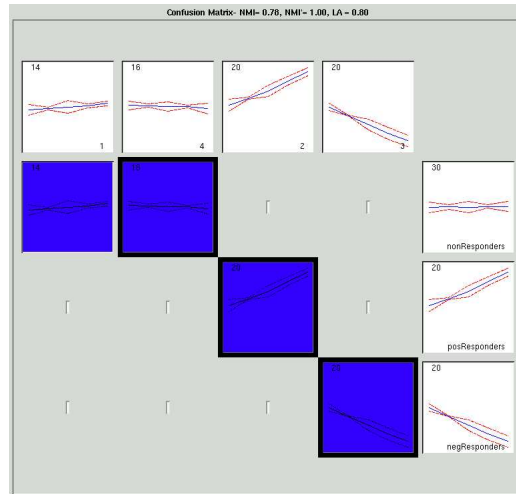 Confusion Matrix- NMI= 0.78, NMI'= 1.00, LA = 0.80
14 16 20 20
1 4 2 3
14 16 30
nonResponders
20 20
posResponders
20 20
negResponders